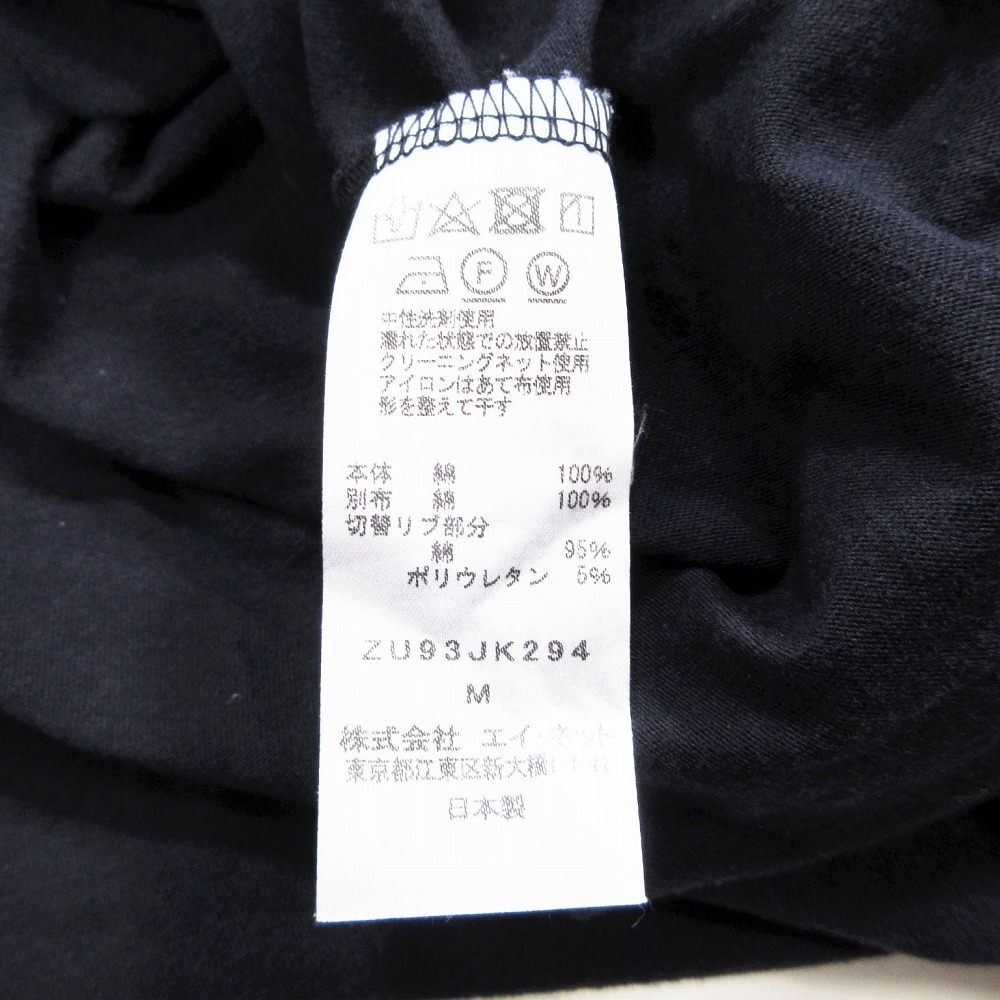 F W
中性洗剤使用
濡れた状態での放置禁止
クリーニングネット使用
アイロンはあて布使用
形を整えて干す
本体 綿 100%
別布 綿 100%
切替リブ部分
綿 95%
ポリウレタン 5%
ZU93JK294
M
株式会社 エイ・ネット
東京都江東区新大橋1-1-11
日本製